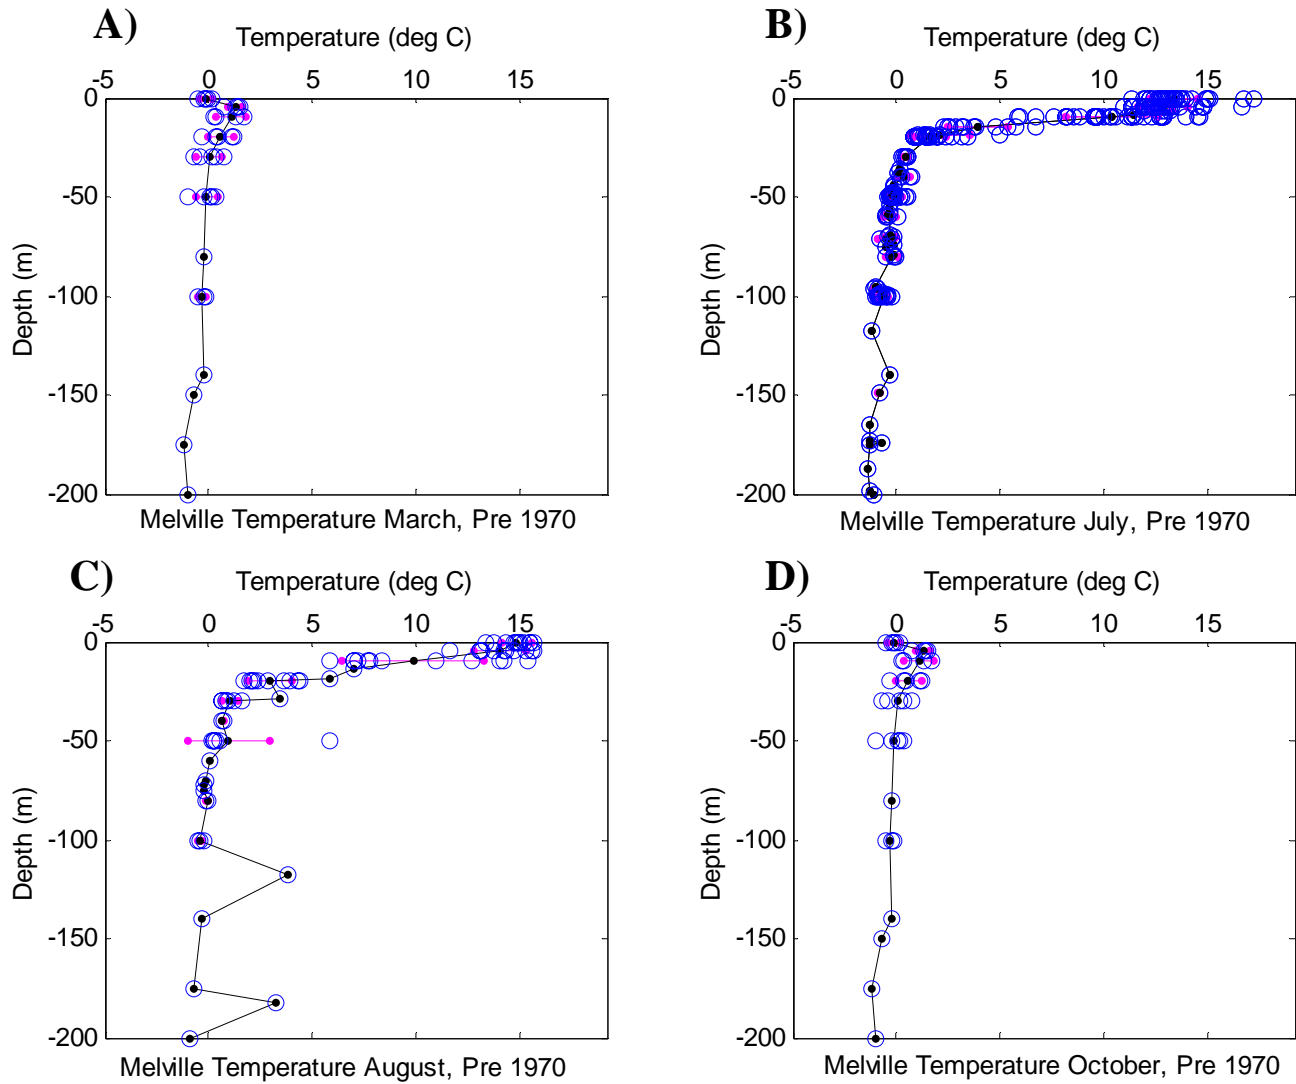 A)
Temperature (deg C)
-5 0 5 10 15
0
-50
-100
-150
-200
Depth (m)
Melville Temperature March, Pre 1970
B)
Temperature (deg C)
-5 0 5 10 15
0
-50
-100
-150
-200
Depth (m)
Melville Temperature July, Pre 1970
C)
Temperature (deg C)
-5 0 5 10 15
0
-50
-100
-150
-200
Depth (m)
Melville Temperature August, Pre 1970
D)
Temperature (deg C)
-5 0 5 10 15
0
-50
-100
-150
-200
Depth (m)
Melville Temperature October, Pre 1970